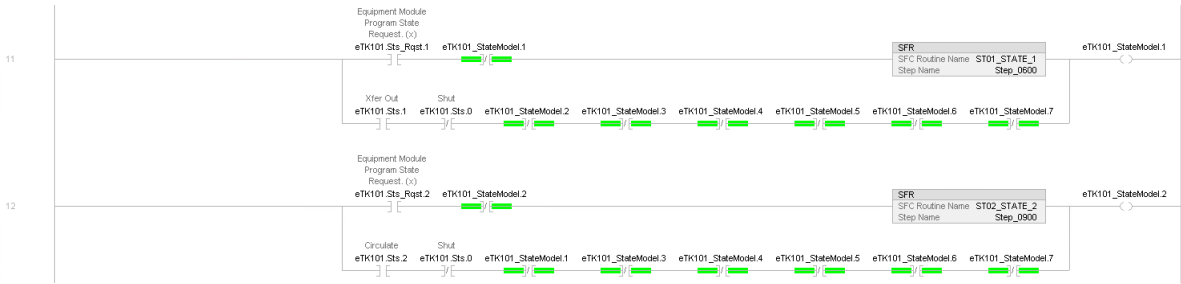 Equipment Module
Program State
Request. (x)
eTK101.Sts_Rqst.1 eTK101_StateModel.1
SFR
eTK101_StateModel.1
11
SFC Routine Name ST01_STATE_1
Step Name Step_0600
Xfer Out Shut
eTK101.Sts.1 eTK101.Sts.0 eTK101_StateModel.2 eTK101_StateModel.3 eTK101_StateModel.4 eTK101_StateModel.5 eTK101_StateModel.6 eTK101_StateModel.7
Equipment Module
Program State
Request. (x)
eTK101.Sts_Rqst.2 eTK101_StateModel.2
SFR
eTK101_StateModel.2
12
SFC Routine Name ST02_STATE_2
Step Name Step_0900
Circulate Shut
eTK101.Sts.2 eTK101.Sts.0 eTK101_StateModel.1 eTK101_StateModel.3 eTK101_StateModel.4 eTK101_StateModel.5 eTK101_StateModel.6 eTK101_StateModel.7